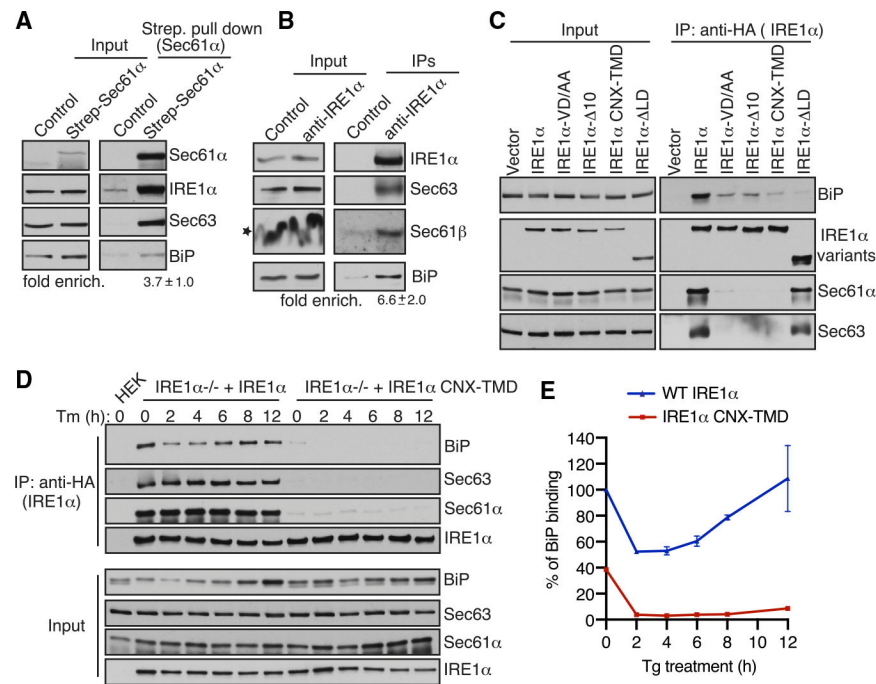 A
Strep. pull down
Input (Sec61α)
Control
Strep-Sec61α
Control
Strep-Sec61α
Sec61α
IRE1α
Sec63
BiP
fold enrich. 3.7 ± 1.0
B
Input IPs
Control
anti-IRE1α
Control
anti-IRE1α
IRE1α
Sec63
★ Sec61β
BiP
fold enrich. 6.6 ± 2.0
C
Input IP: anti-HA ( IRE1α)
Vector
IRE1α
IRE1α-VD/AA
IRE1α-Δ10
IRE1α CNX-TMD
IRE1α-ΔLD
Vector
IRE1α
IRE1α-VD/AA
IRE1α-Δ10
IRE1α CNX-TMD
IRE1α-ΔLD
BiP
IRE1α
variants
Sec61α
Sec63
D
HEK IRE1α-/- + IRE1α IRE1α-/- + IRE1α CNX-TMD
Tm (h): 0 0 2 4 6 8 12 0 2 4 6 8 12
IP: anti-HA
(IRE1α)
BiP
Sec63
Sec61α
IRE1α
Input
BiP
Sec63
Sec61α
IRE1α
E
WT IRE1α
IRE1α CNX-TMD
% of BiP binding
140
120
100
80
60
40
20
0
0 2 4 6 8 10 12
Tg treatment (h)